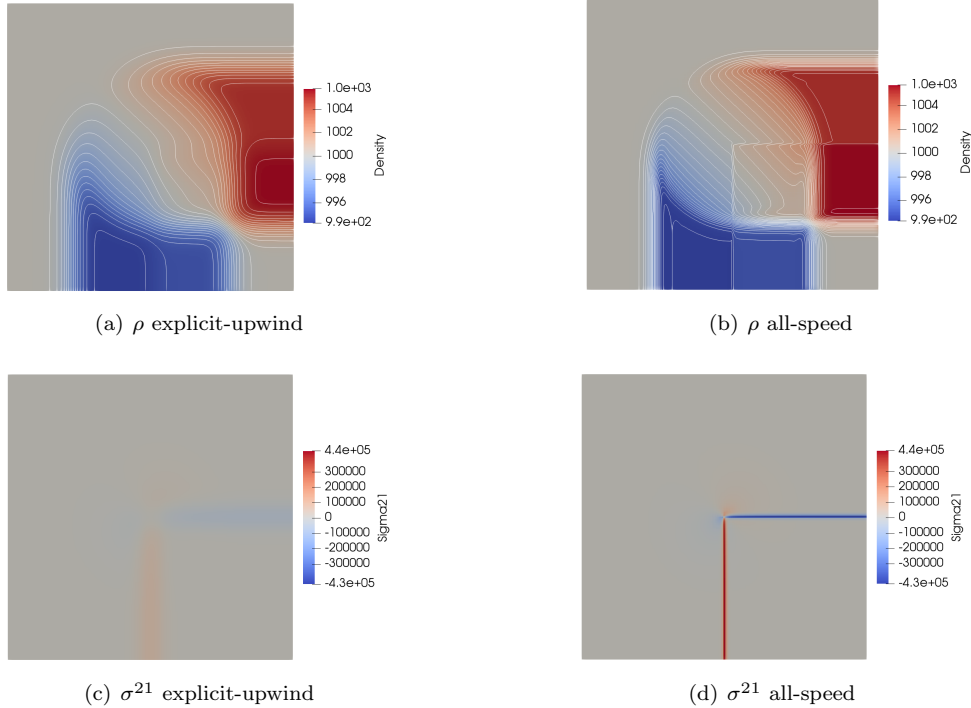 1.0e+03
1004
1002
1000
998
996
9.9e+02
Density
1.0e+03
1004
1002
1000
998
996
9.9e+02
Density
(a) ρ explicit-upwind
(b) ρ all-speed
4.4e+05
300000
200000
100000
0
-100000
-200000
-300000
-4.3e+05
Sigma21
4.4e+05
300000
200000
100000
0
-100000
-200000
-300000
-4.3e+05
Sigma21
(c) σ²¹ explicit-upwind
(d) σ²¹ all-speed